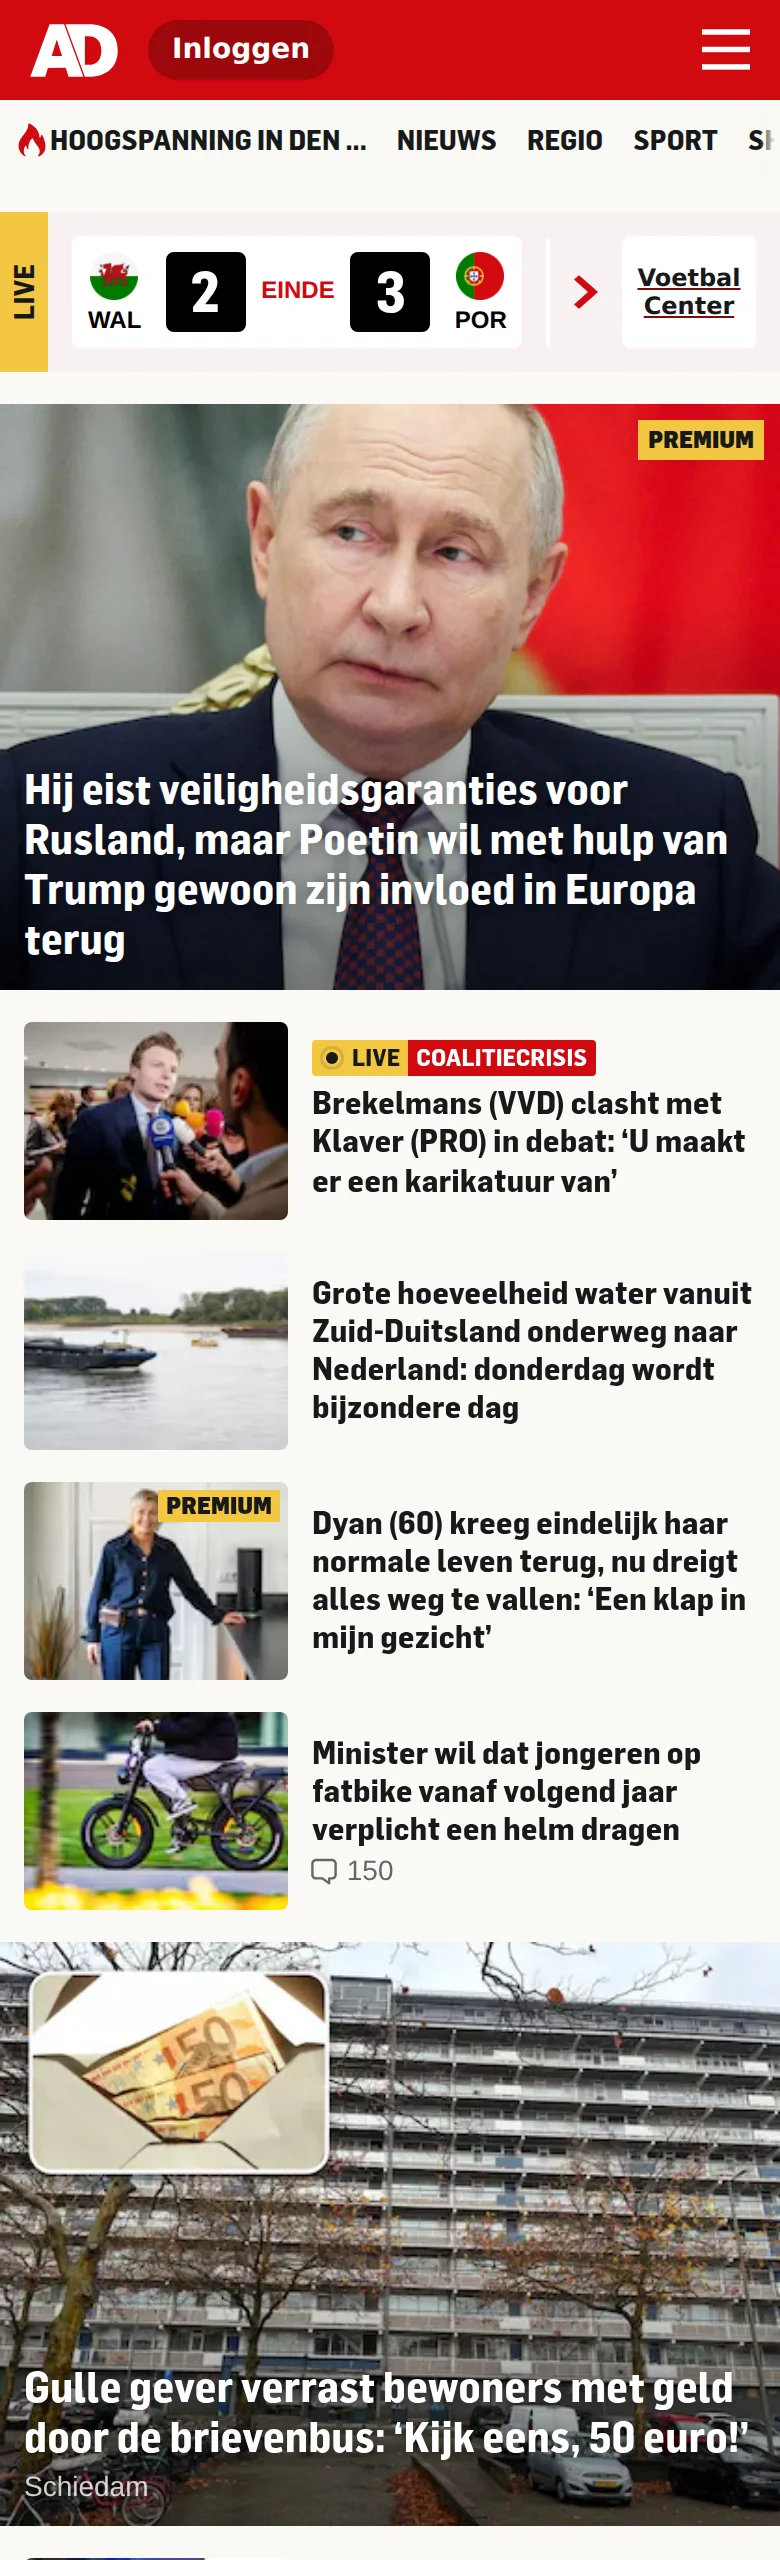 AD
Inloggen
HOOGSPANNING IN DEN ... NIEUWS REGIO SPORT
LIVE
WAL 2 EINDE 3 POR
Voetbal
Center
PREMIUM
Hij eist veiligheidsgaranties voor
Rusland, maar Poetin wil met hulp van
Trump gewoon zijn invloed in Europa
terug
LIVE COALITIECRISIS
Brekelmans (VVD) clasht met
Klaver (PRO) in debat: ‘U maakt
er een karikatuur van’
Grote hoeveelheid water vanuit
Zuid-Duitsland onderweg naar
Nederland: donderdag wordt
bijzondere dag
PREMIUM
Dyan (60) kreeg eindelijk haar
normale leven terug, nu dreigt
alles weg te vallen: ‘Een klap in
mijn gezicht’
Minister wil dat jongeren op
fatbike vanaf volgend jaar
verplicht een helm dragen
150
50
50
Gulle gever verrast bewoners met geld
door de brievenbus: ‘Kijk eens, 50 euro!’
Schiedam